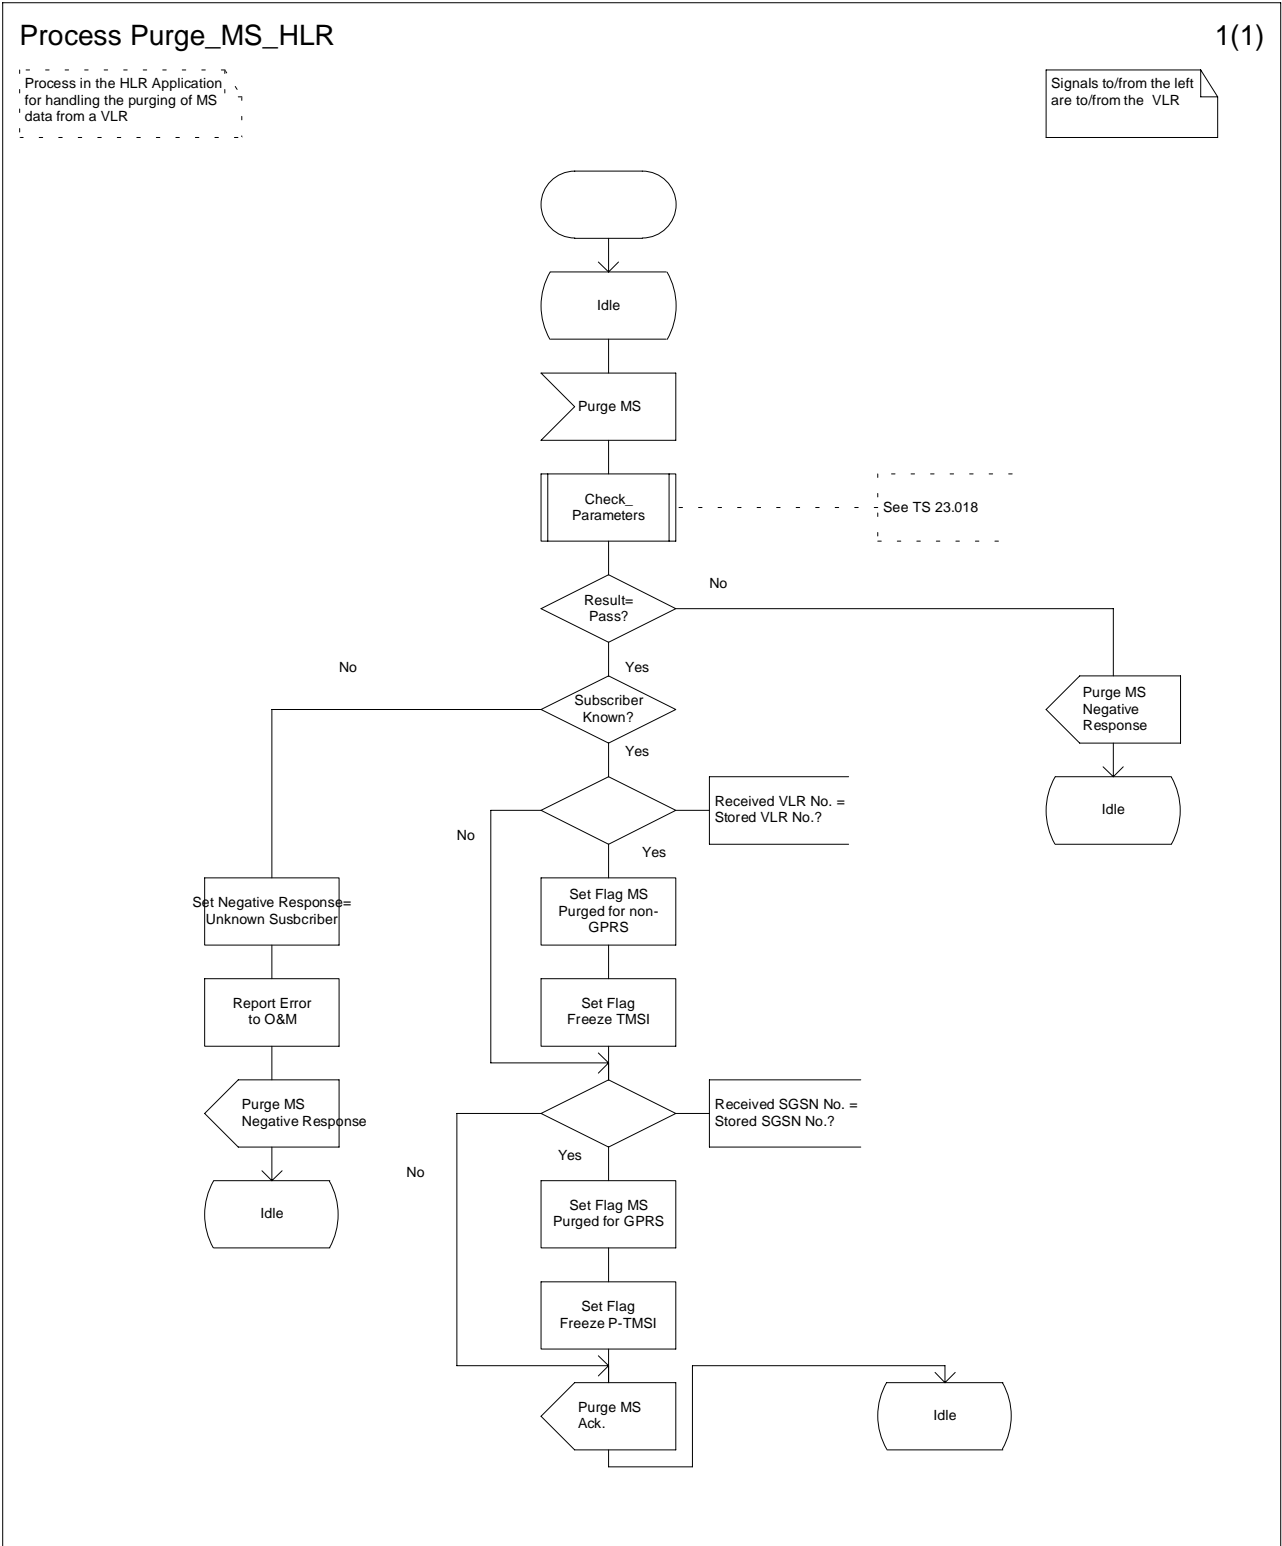 Process Purge_MS_HLR
1(1)
Process in the HLR Application
for handling the purging of MS
data from a VLR
Signals to/from the left
are to/from the VLR
Idle
Purge MS
Check_
Parameters
See TS 23.018
No
Result=
Pass?
No
Yes
Subscriber
Known?
Purge MS
Negative
Response
Yes
Received VLR No. =
Stored VLR No.?
Idle
No
Yes
Set Negative Response=
Unknown Susbcriber
Set Flag MS
Purged for non-
GPRS
Report Error
to O&M
Set Flag
Freeze TMSI
Purge MS
Negative Response
Received SGSN No. =
Stored SGSN No.?
Yes
No
Idle
Set Flag MS
Purged for GPRS
Set Flag
Freeze P-TMSI
Purge MS
Ack.
Idle